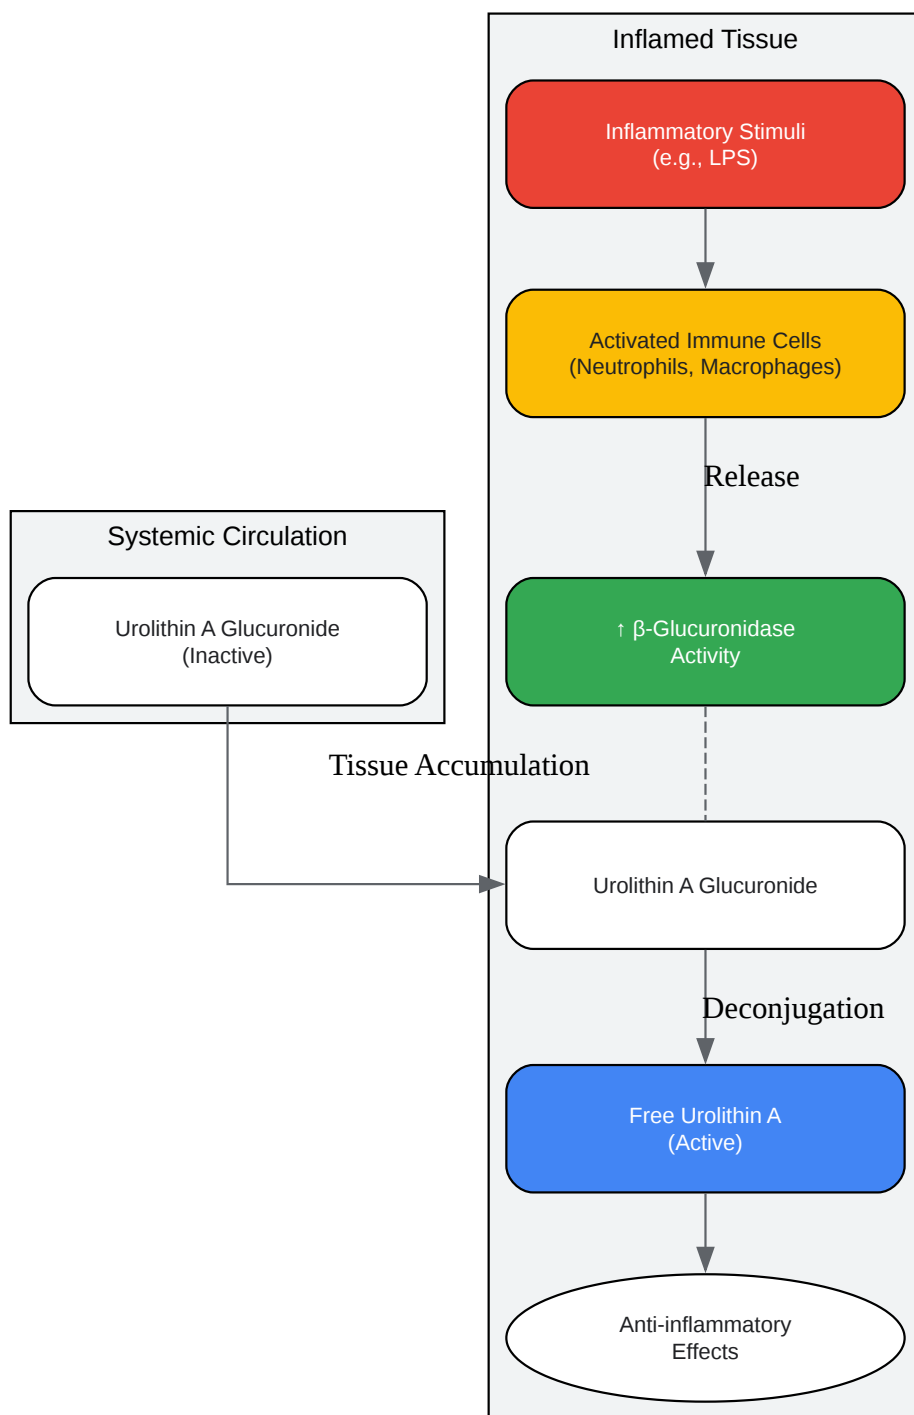 Inflamed Tissue
Inflammatory Stimuli
(e.g., LPS)
Activated Immune Cells
(Neutrophils, Macrophages)
Release
Systemic Circulation
Urolithin A Glucuronide
(Inactive)
↑ β-Glucuronidase
Activity
Tissue Accumulation
Urolithin A Glucuronide
Deconjugation
Free Urolithin A
(Active)
Anti-inflammatory
Effects